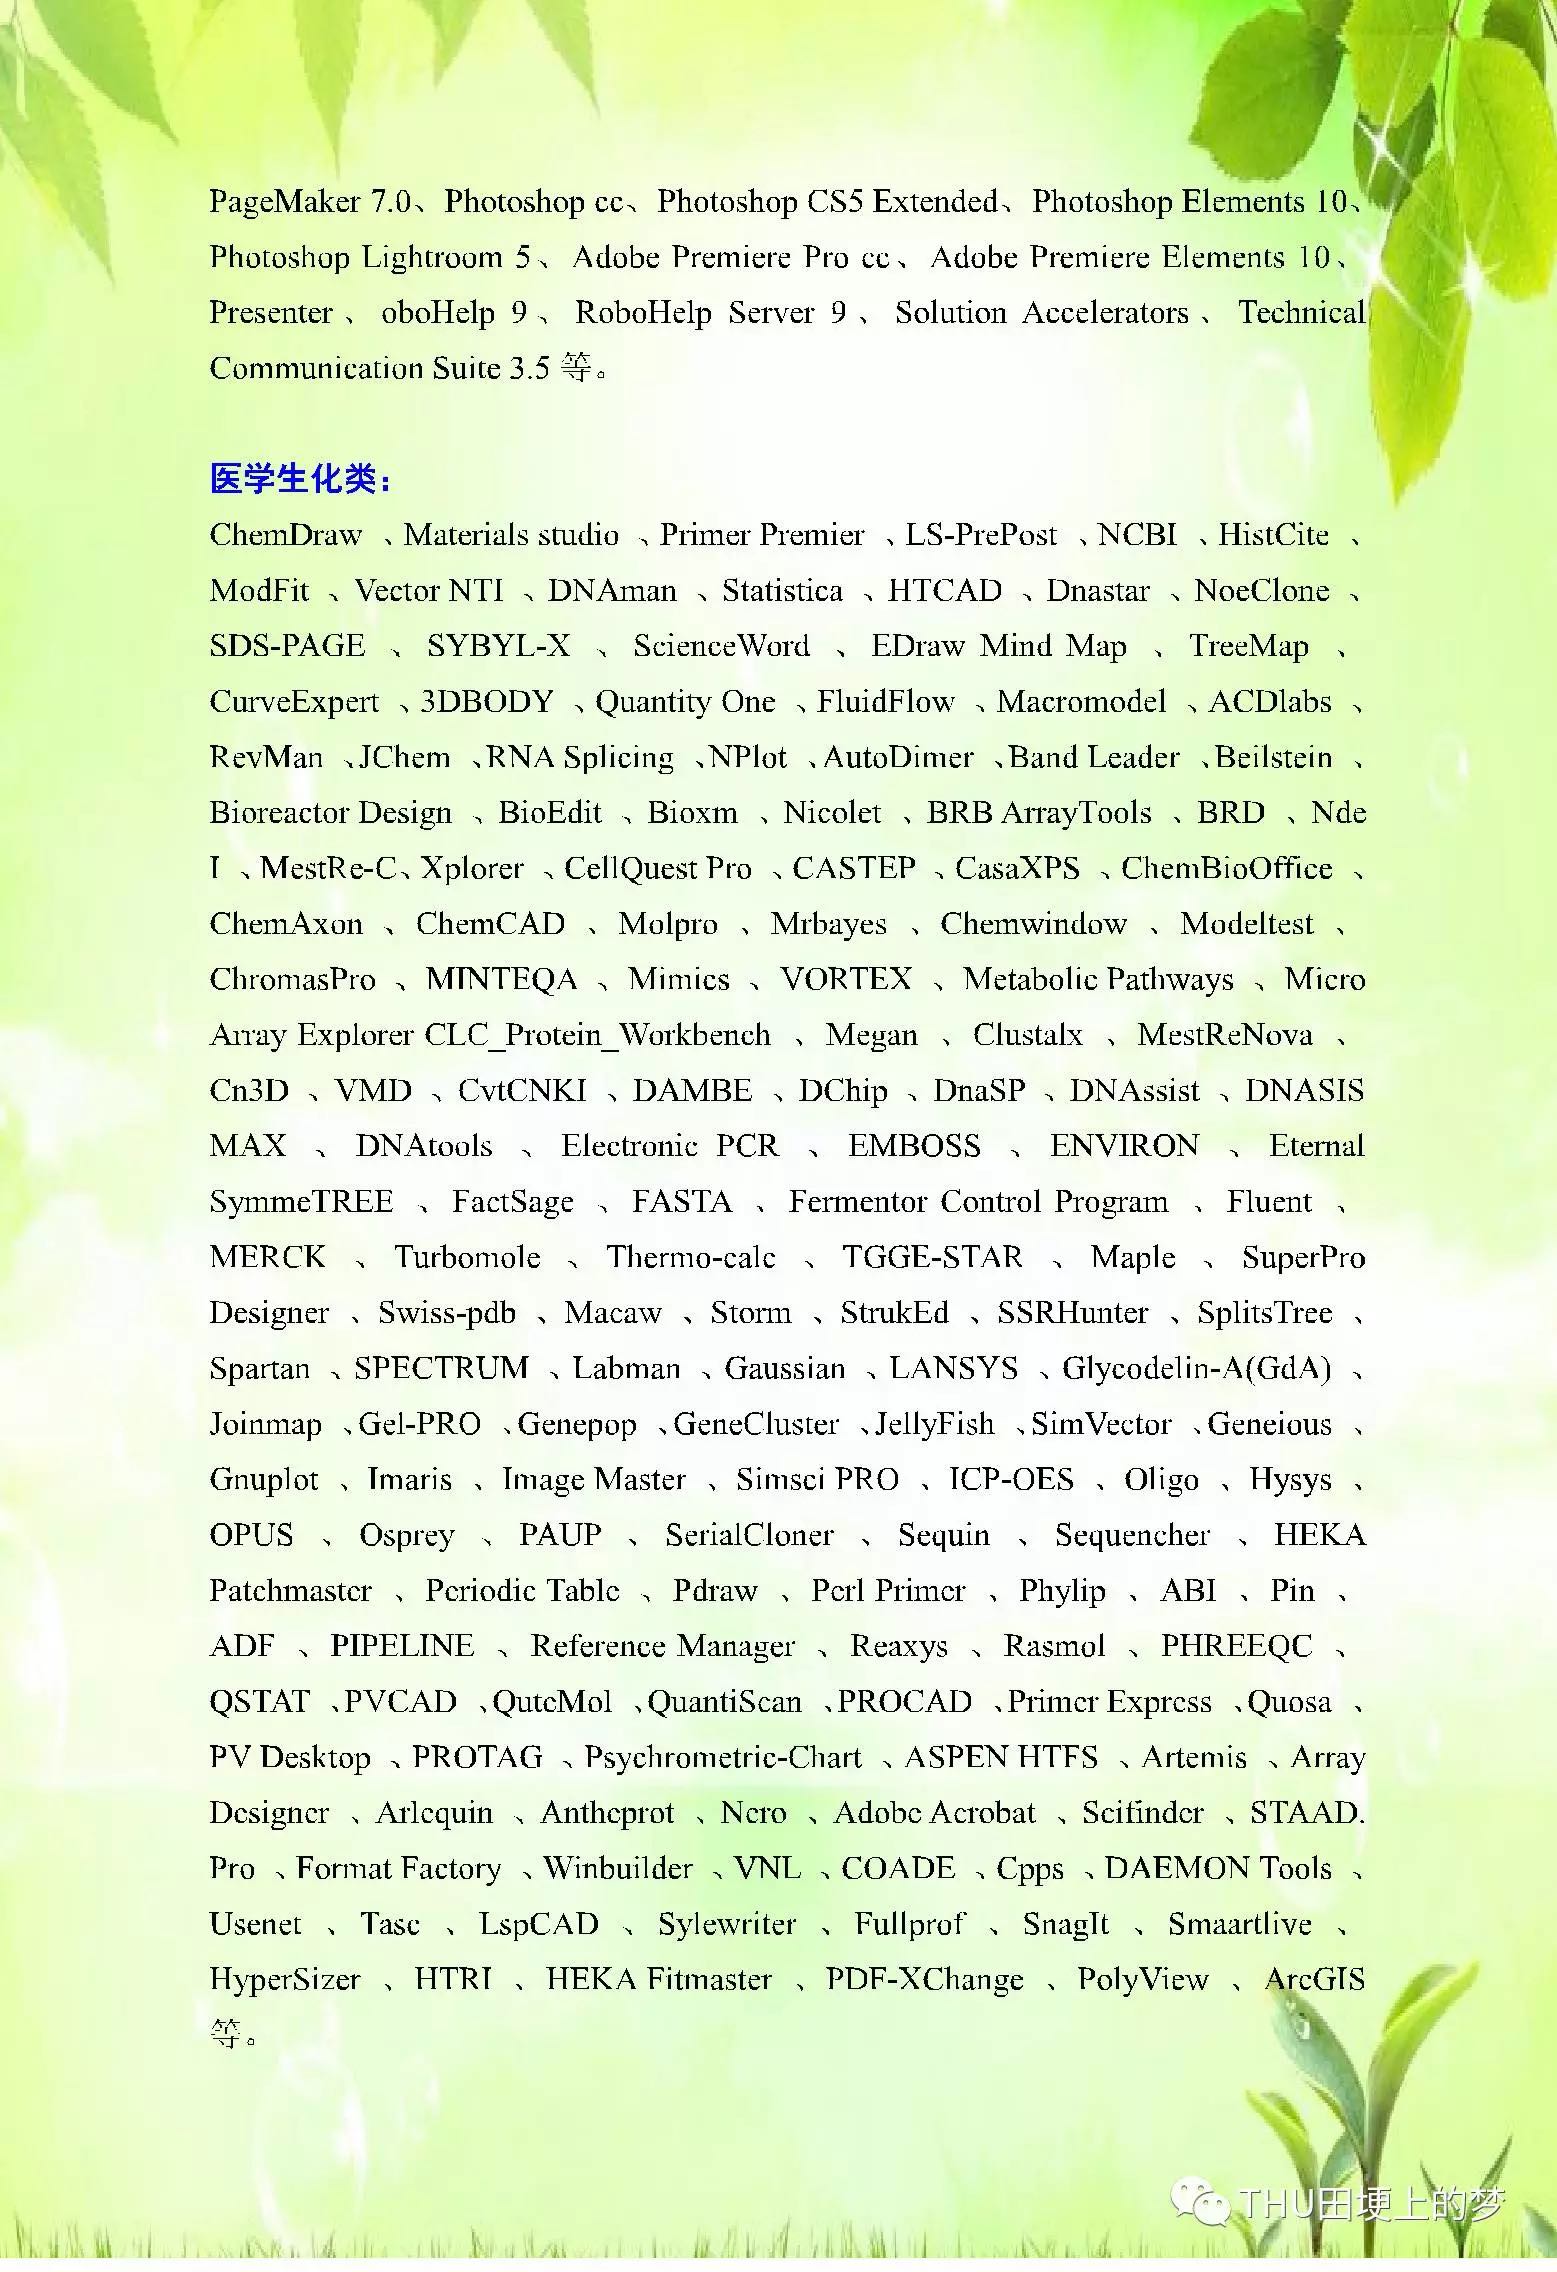 PageMaker 7.0、Photoshop cc、Photoshop CS5 Extended、Photoshop Elements 10、
Photoshop Lightroom 5、Adobe Premiere Pro cc、Adobe Premiere Elements 10、
Presenter、oboHelp 9、RoboHelp Server 9、Solution Accelerators、Technical
Communication Suite 3.5 等。
医学生化类：
ChemDraw 、Materials studio 、Primer Premier 、LS-PrePost 、NCBI 、HistCite 、
ModFit 、Vector NTI 、DNAman 、Statistica 、HTCAD 、Dnastar 、NoeClone 、
SDS-PAGE 、SYBYL-X 、ScienceWord 、EDraw Mind Map 、TreeMap 、
CurveExpert 、3DBODY 、Quantity One 、FluidFlow 、Macromodel 、ACDlabs 、
RevMan 、JChem 、RNA Splicing 、NPlot 、AutoDimer 、Band Leader 、Beilstein 、
Bioreactor Design 、BioEdit 、Bioxm 、Nicolet 、BRB ArrayTools 、BRD 、Nde
I 、MestRe-C、Xplorer 、CellQuest Pro 、CASTEP 、CasaXPS 、ChemBioOffice 、
ChemAxon 、ChemCAD 、Molpro 、Mrbayes 、Chemwindow 、Modeltest 、
ChromasPro 、MINTEQA 、Mimics 、VORTEX 、Metabolic Pathways 、Micro
Array Explorer CLC_Protein_Workbench 、Megan 、Clustalx 、MestReNova 、
Cn3D 、VMD 、CvtCNKI 、DAMBE 、DChip 、DnaSP 、DNAssist 、DNASIS
MAX 、DNAtools 、Electronic PCR 、EMBOSS 、ENVIRON 、Eternal
SymmeTREE 、FactSage 、FASTA 、Fermentor Control Program 、Fluent 、
MERCK 、Turbomole 、Thermo-calc 、TGGE-STAR 、Maple 、SuperPro
Designer 、Swiss-pdb 、Macaw 、Storm 、StrukEd 、SSRHunter 、SplitsTree 、
Spartan 、SPECTRUM 、Labman 、Gaussian 、LANSYS 、Glycodelin-A(GdA) 、
Joinmap 、Gel-PRO 、Genepop 、GeneCluster 、JellyFish 、SimVector 、Geneious 、
Gnuplot 、Imaris 、Image Master 、Simsci PRO 、ICP-OES 、Oligo 、Hysys 、
OPUS 、Osprey 、PAUP 、SerialCloner 、Sequin 、Sequencher 、HEKA
Patchmaster 、Periodic Table 、Pdraw 、Perl Primer 、Phylip 、ABI 、Pin 、
ADF 、PIPELINE 、Reference Manager 、Reaxys 、Rasmol 、PHREEQC 、
QSTAT 、PVCAD 、QuteMol 、QuantiScan 、PROCAD 、Primer Express 、Quosa 、
PV Desktop 、PROTAG 、Psychrometric-Chart 、ASPEN HTFS 、Artemis 、Array
Designer 、Arlequin 、Antheprot 、Nero 、Adobe Acrobat 、Scifinder 、STAAD.
Pro 、Format Factory 、Winbuilder 、VNL 、COADE 、Cpps 、DAEMON Tools 、
Usenet 、Tasc 、LspCAD 、Sylewriter 、Fullprof 、SnagIt 、Smaartlive 、
HyperSizer 、HTRI 、HEKA Fitmaster 、PDF-XChange 、PolyView 、ArcGIS
等。
THU田埂上的梦